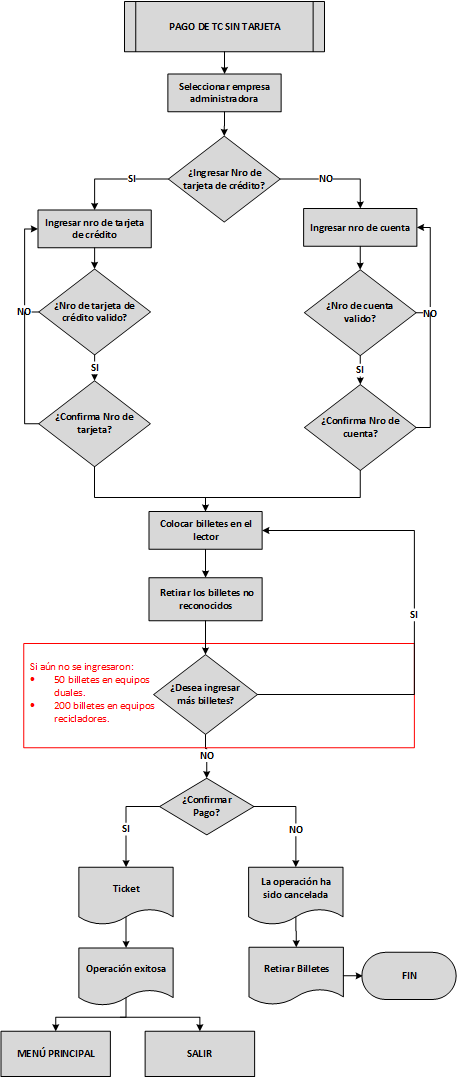 PAGO DE TC SIN TARJETA
Seleccionar empresa
administradora
¿Ingresar Nro de
tarjeta de crédito?
SI
NO
Ingresar nro de tarjeta
de crédito
Ingresar nro de cuenta
¿Nro de tarjeta de
crédito valido?
¿Nro de cuenta
valido?
NO
NO
SI
SI
¿Confirma Nro de
tarjeta?
¿Confirma Nro de
cuenta?
Colocar billetes en el
lector
Retirar los billetes no
reconocidos
SI
Si aún no se ingresaron:
• 50 billetes en equipos
duales.
• 200 billetes en equipos
recicladores.
¿Desea ingresar
más billetes?
NO
¿Confirmar
Pago?
SI
NO
Ticket
La operación ha
sido cancelada
Operación exitosa
Retirar Billetes
FIN
MENÚ PRINCIPAL
SALIR